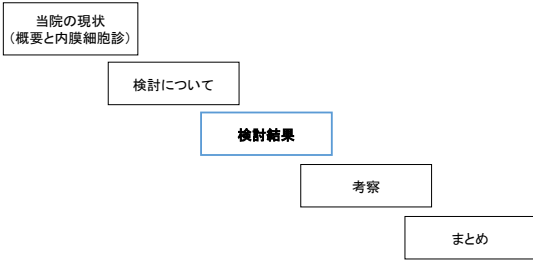 当院の現状
（概要と内膜細胞診）
検討について
検討結果
考察
まとめ